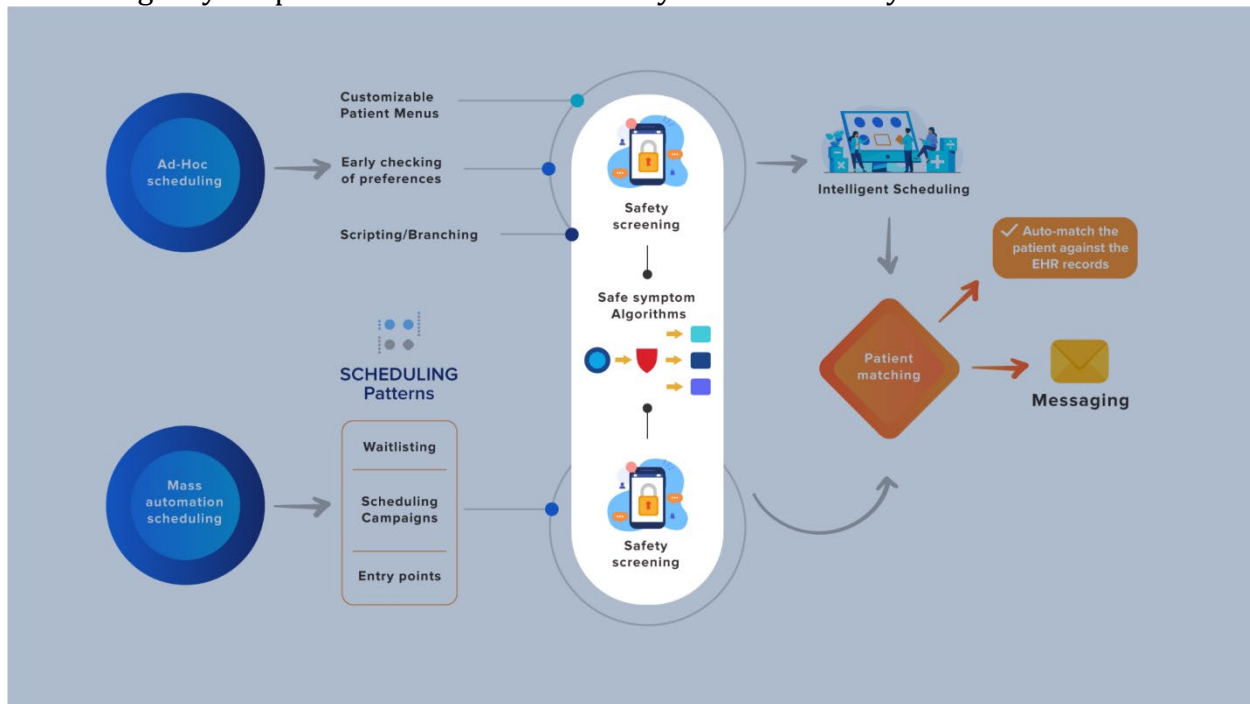 Customizable
Patient Menus
Ad-Hoc
scheduling
Early checking
of preferences
Scripting/Branching
Safety
screening
Intelligent Scheduling
✓ Auto-match the
patient against the
EHR records
Safe symptom
Algorithms
Patient
matching
Messaging
SCHEDULING
Patterns
Mass
automation
scheduling
Waitlisting
Scheduling
Campaigns
Entry points
Safety
screening